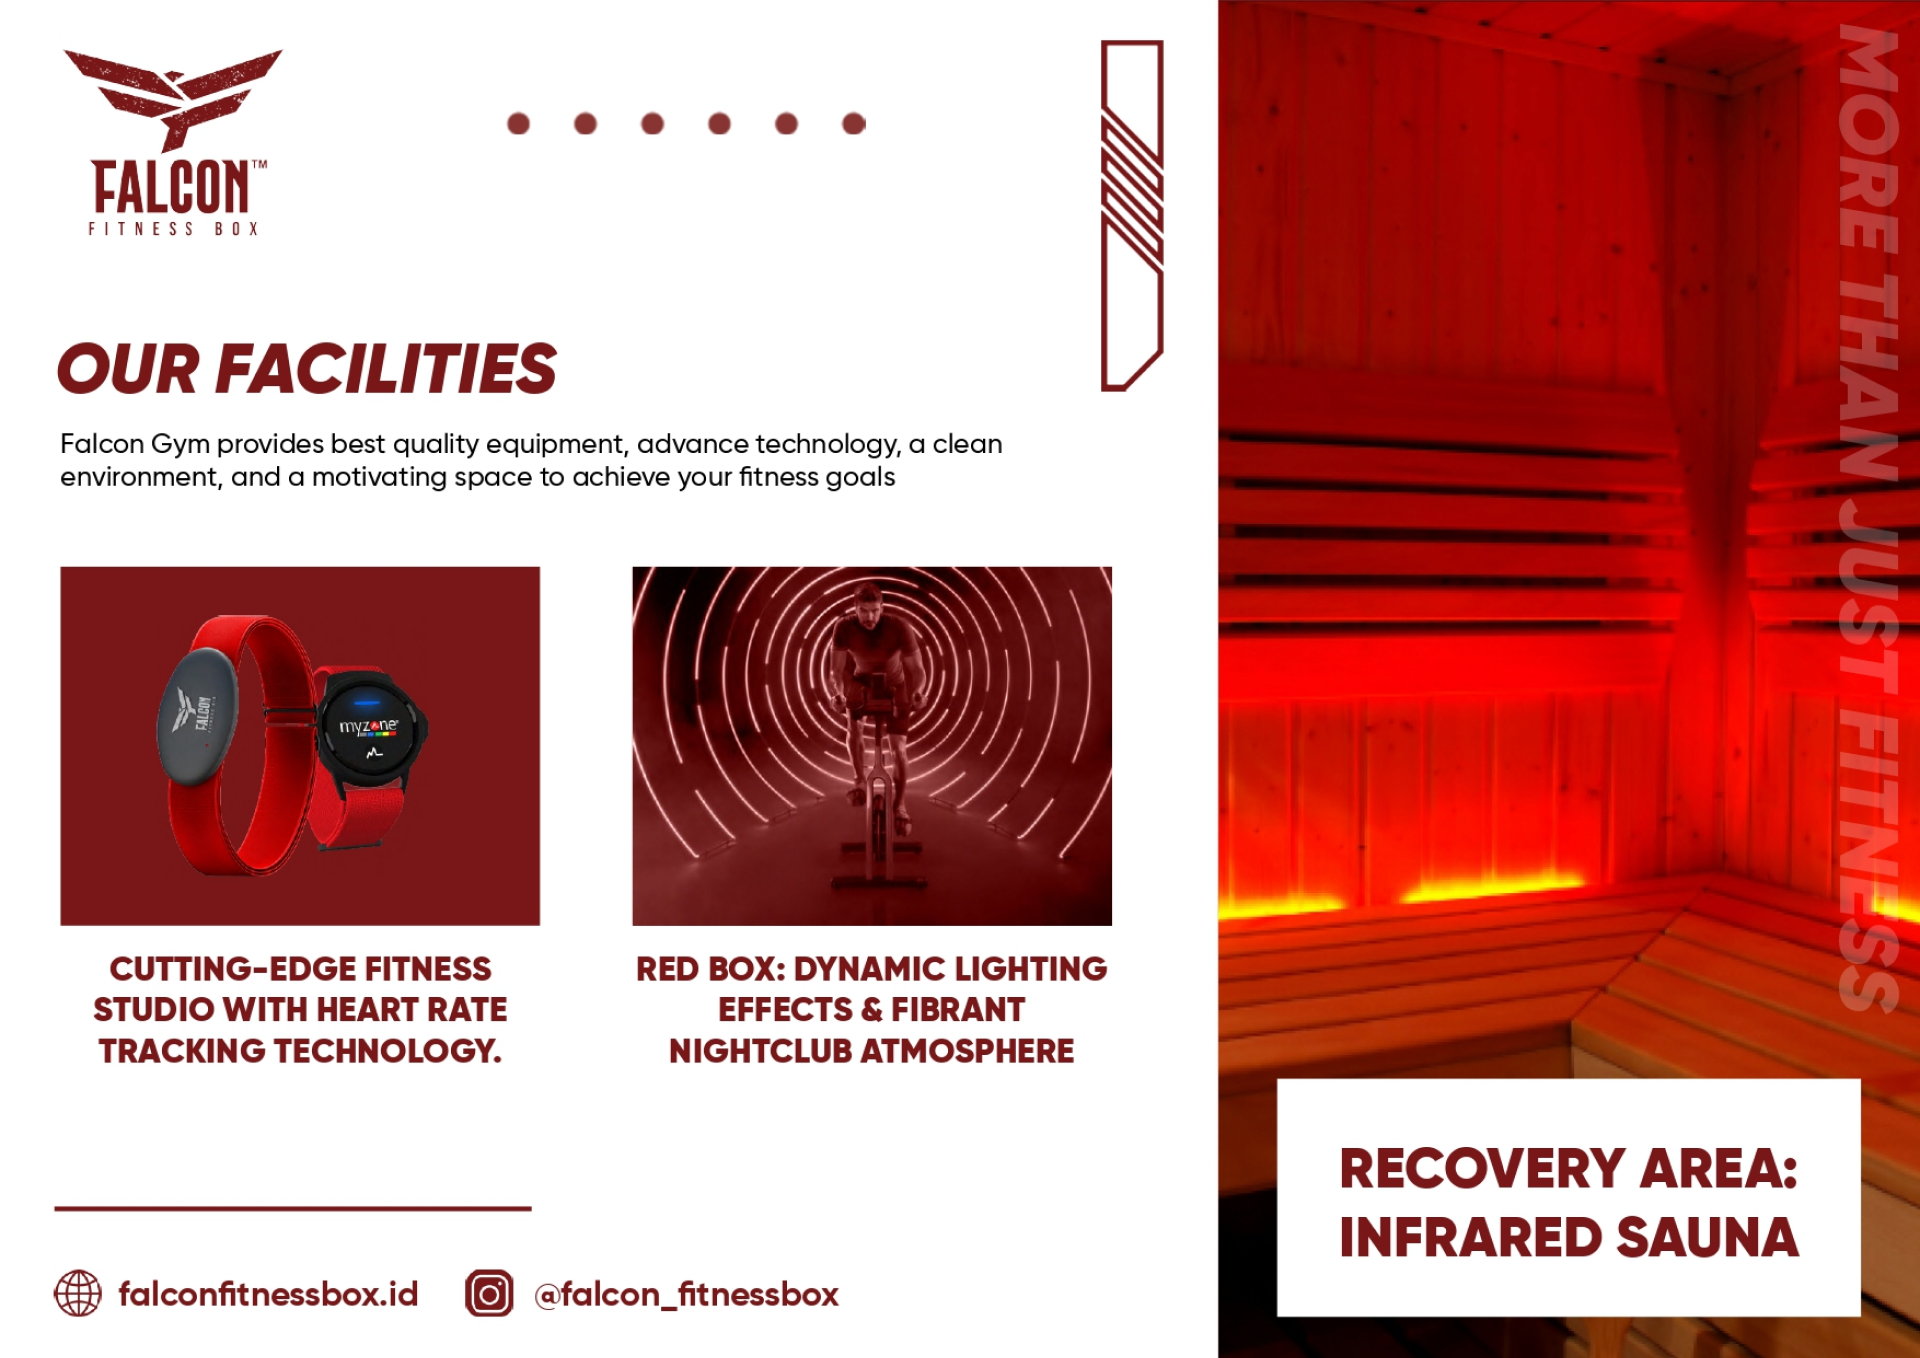 FALCON™
FITNESS BOX
OUR FACILITIES
Falcon Gym provides best quality equipment, advance technology, a clean
environment, and a motivating space to achieve your fitness goals
FALCON
myzone
CUTTING-EDGE FITNESS
STUDIO WITH HEART RATE
TRACKING TECHNOLOGY.
RED BOX: DYNAMIC LIGHTING
EFFECTS & FIBRANT
NIGHTCLUB ATMOSPHERE
falconfitnessbox.id
@falcon_fitnessbox
MORE THAN JUST FITNESS
RECOVERY AREA:
INFRARED SAUNA